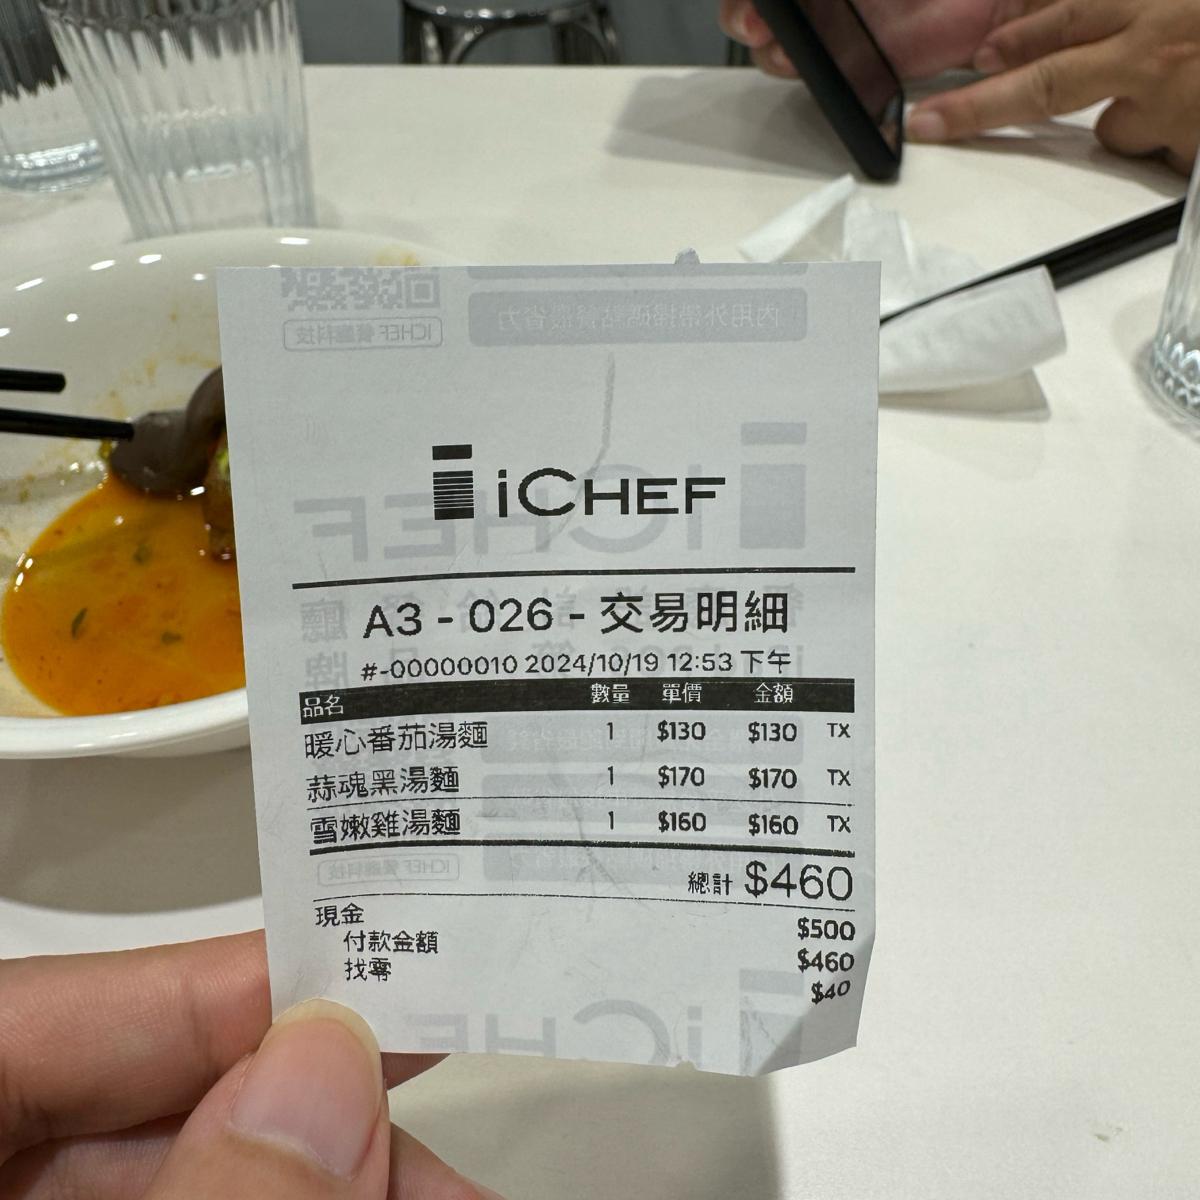 iCHEF
A3 - 026 - 交易明細
#-00000010 2024/10/19 12:53 下午
品名 數量 單價 金額
暖心番茄湯麵 1 $130 $130 TX
蒜魂黑湯麵 1 $170 $170 TX
雪嫩雞湯麵 1 $160 $160 TX
總計 $460
現金 $500
付款金額 $460
找零 $40